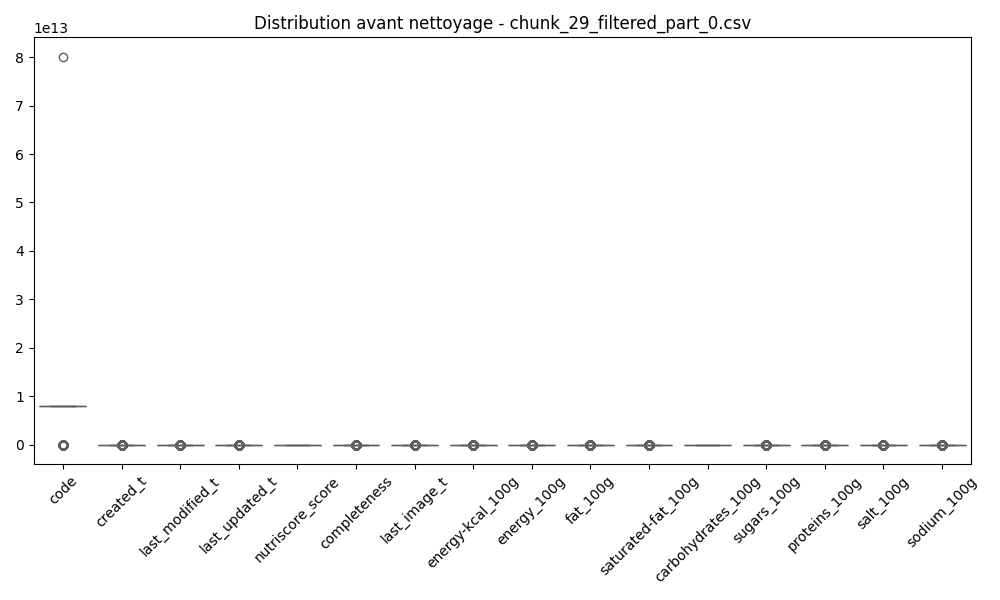 Distribution avant nettoyage - chunk_29_filtered_part_0.csv
1e13
8
7
6
5
4
3
2
1
0
code
created_t
last_modified_t
last_updated_t
nutriscore_score
completeness
last_image_t
energy-kcal_100g
energy_100g
fat_100g
saturated-fat_100g
carbohydrates_100g
sugars_100g
proteins_100g
salt_100g
sodium_100g